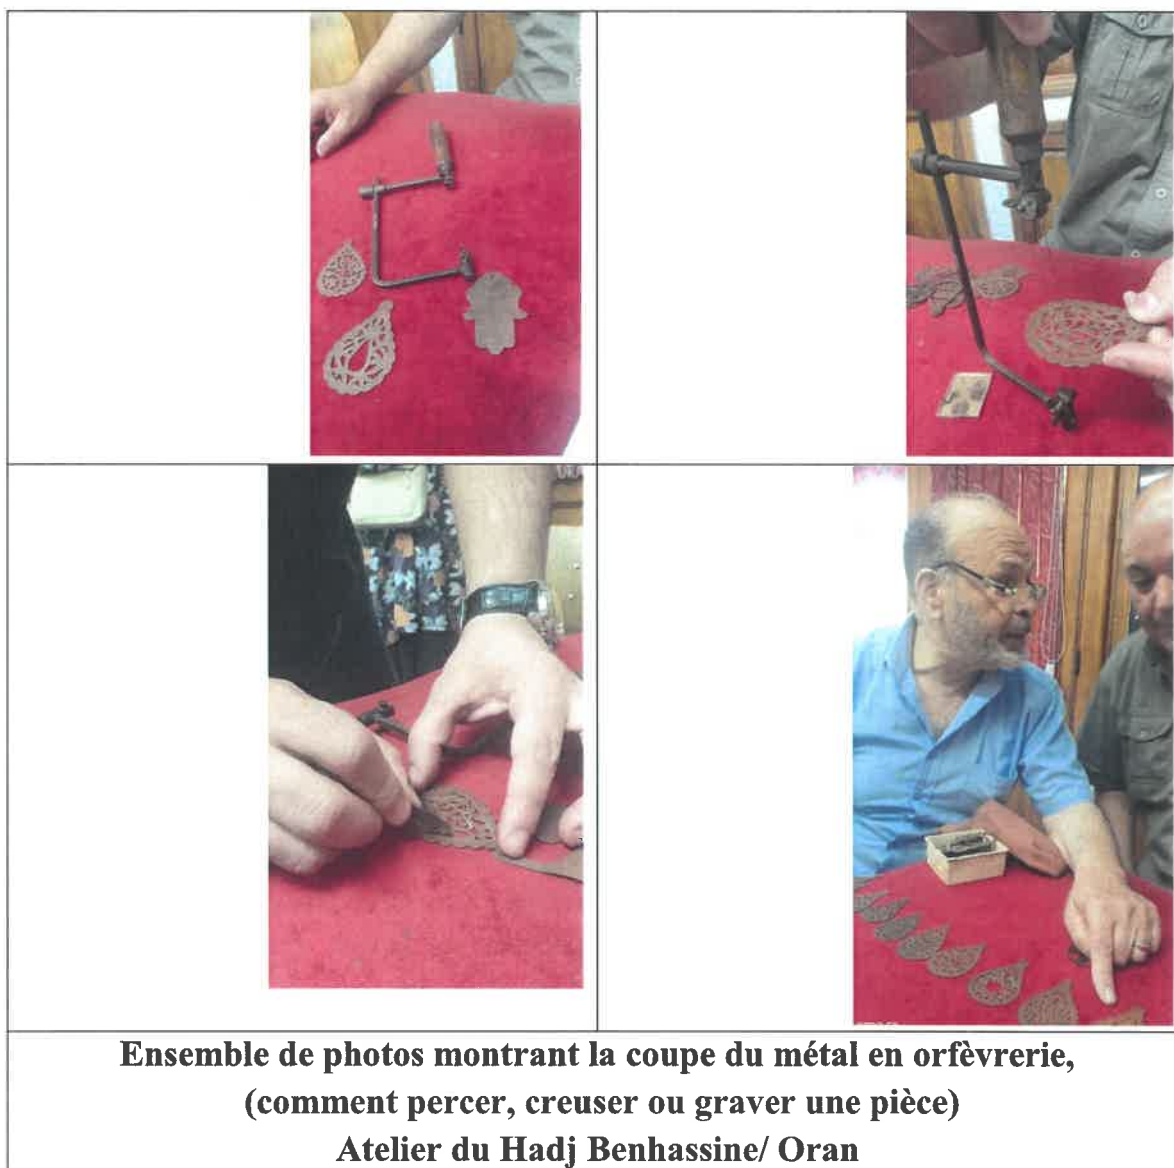 Ensemble de photos montrant la coupe du métal en orfèvrerie,
(comment percer, creuser ou graver une pièce)
Atelier du Hadj Benhassine/ Oran